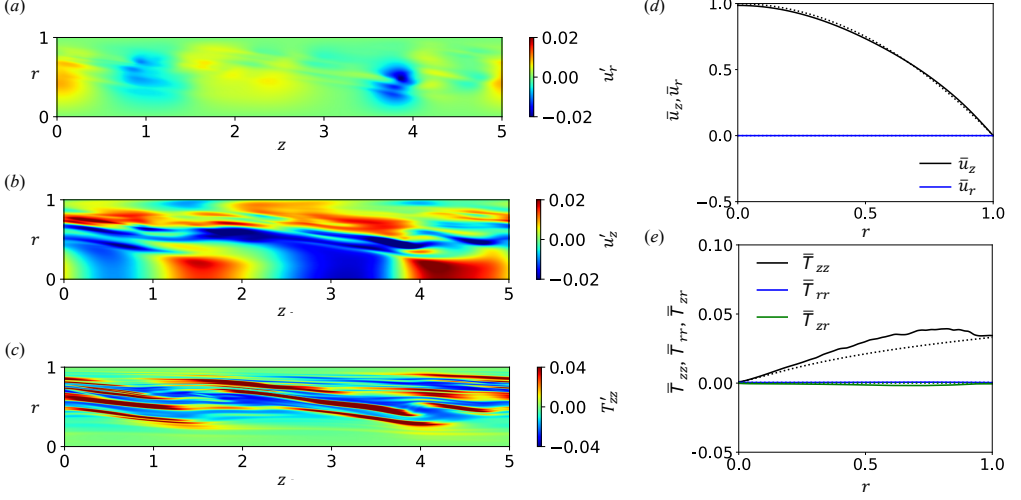 (a)
1
r
0
0 1 2 3 4 5
z
0.02
0.00
−0.02
u′r
(b)
1
r
0
0 1 2 3 4 5
z
0.02
0.00
−0.02
u′z
(c)
1
r
0
0 1 2 3 4 5
z
0.04
0.00
−0.04
T′zz
(d)
1.0
0.5
0.0
−0.5
0.0 0.5 1.0
r
ūz, ūr
ūz
ūr
(e)
0.10
0.05
0.00
−0.05
0.0 0.5 1.0
r
T̿zz, T̿rr, T̿zr
T̿zz
T̿rr
T̿zr